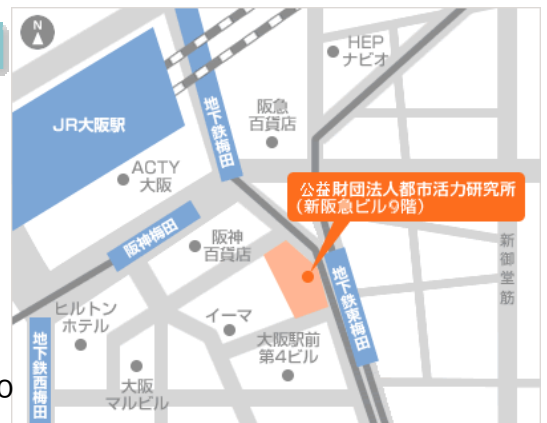 N
HEP
ナビオ
地下鉄梅田
阪急
百貨店
JR大阪駅
ACTY
大阪
公益財団法人都市活力研究所
(新阪急ビル9階)
阪神梅田
阪神
百貨店
新御堂筋
地下鉄東梅田
ヒルトン
ホテル
イーマ
地下鉄西梅田
大阪駅前
第4ビル
大阪
マルビル